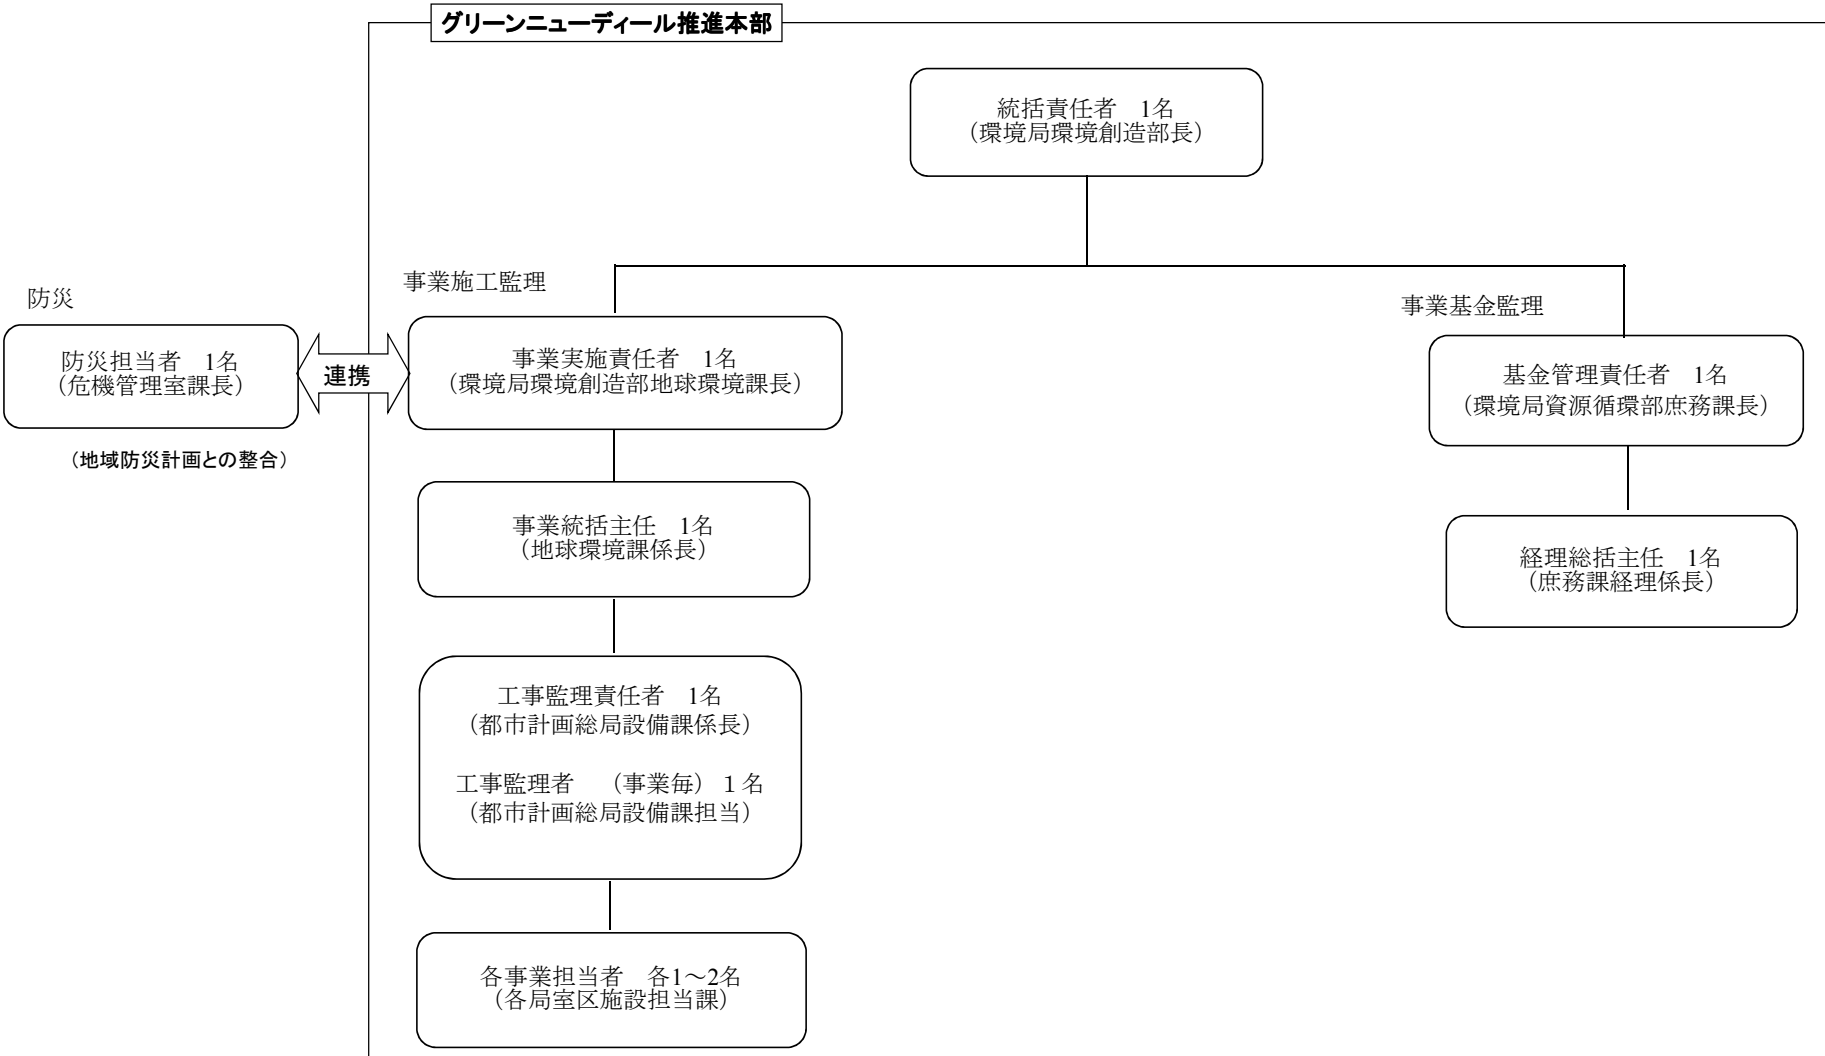 グリーンニューディール推進本部
統括責任者　1名
（環境局環境創造部長）
防災
防災担当者　1名
（危機管理室課長）
（地域防災計画との整合）
連携
事業施工監理
事業実施責任者　1名
（環境局環境創造部地球環境課長）
事業統括主任　1名
（地球環境課係長）
工事監理責任者　1名
（都市計画総局設備課係長）
工事監理者　（事業毎）１名
（都市計画総局設備課担当）
各事業担当者　各1～2名
（各局室区施設担当課）
事業基金監理
基金管理責任者　1名
（環境局資源循環部庶務課長）
経理総括主任　1名
（庶務課経理係長）